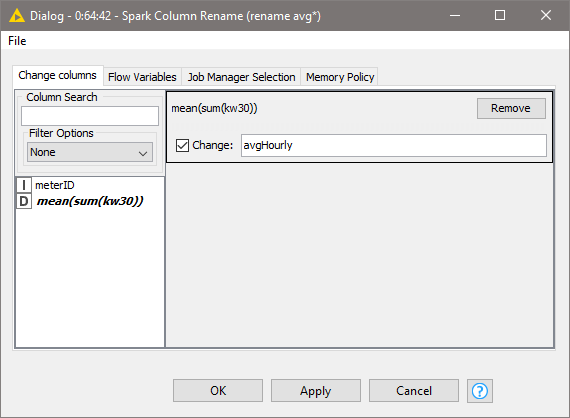 Dialog - 0:64:42 - Spark Column Rename (rename avg*)
File
Change columns Flow Variables Job Manager Selection Memory Policy
Column Search
Filter Options
None
I meterID
D mean(sum(kw30))
mean(sum(kw30)) Remove
Change: avgHourly
OK Apply Cancel ?